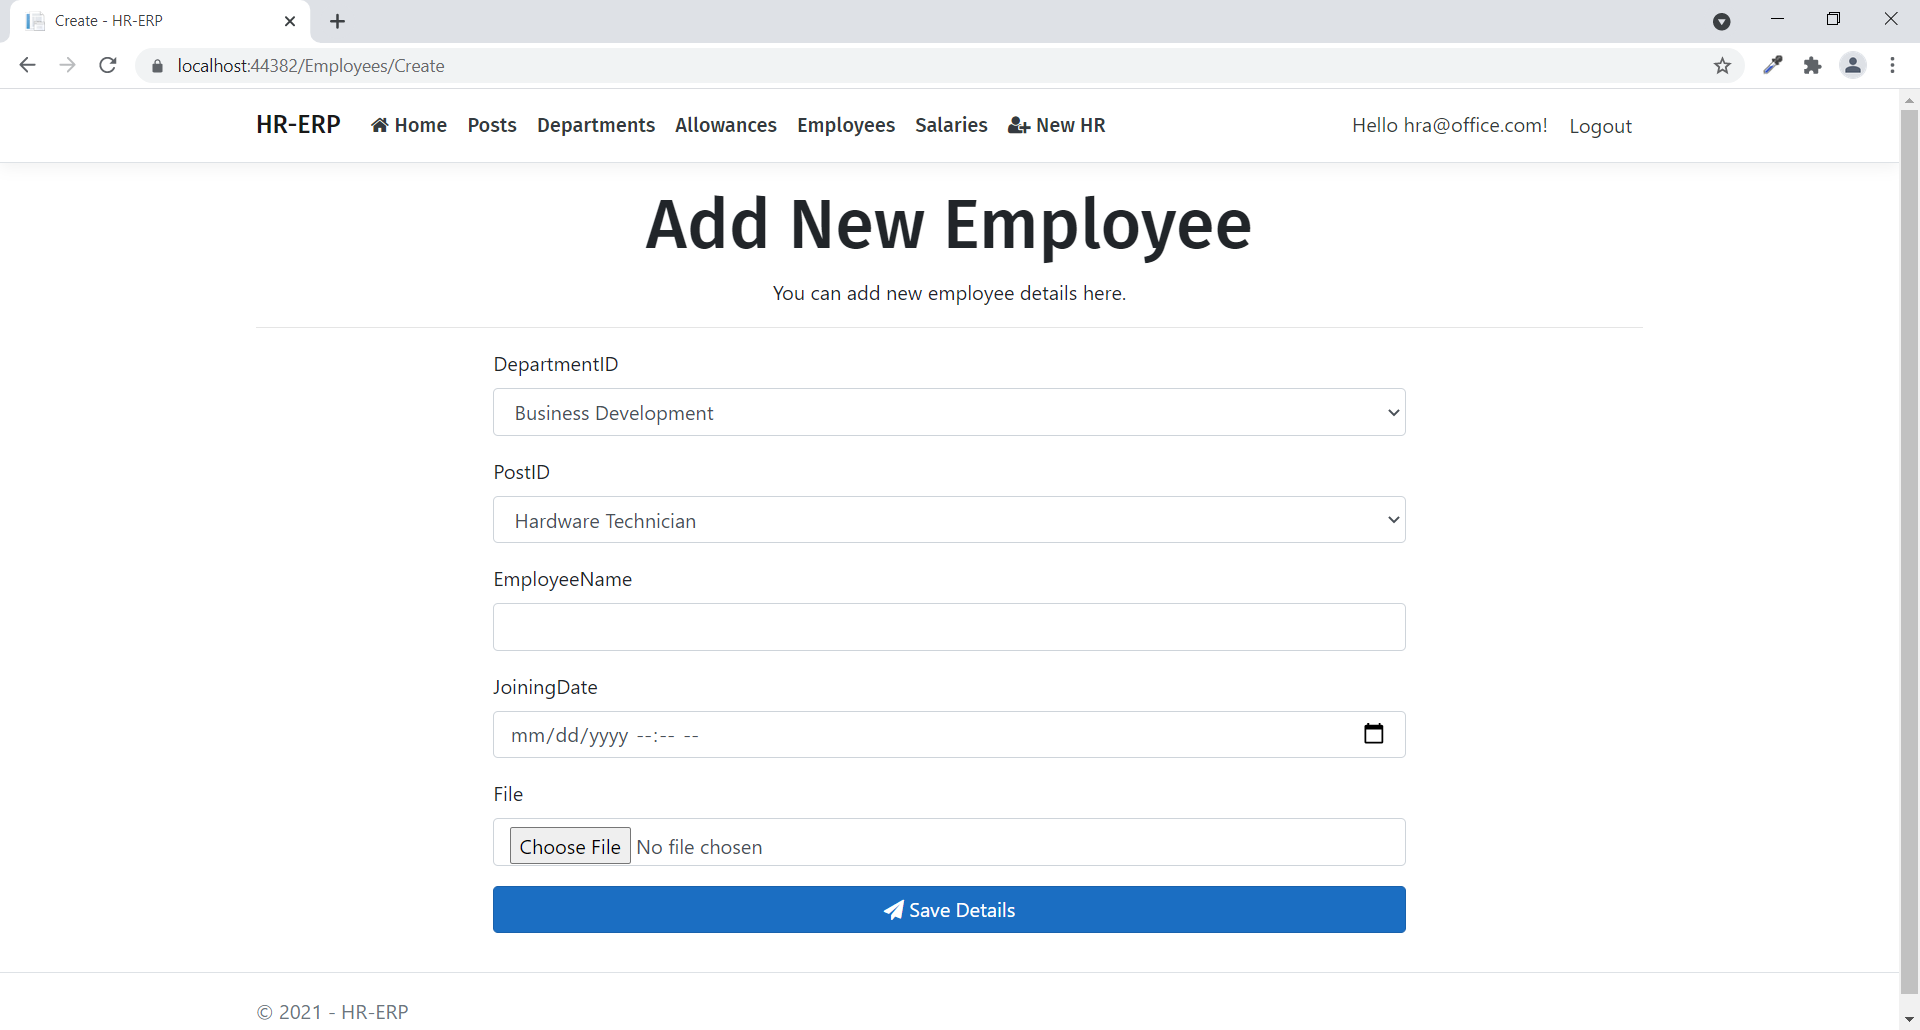 Create - HR-ERP
localhost:44382/Employees/Create
HR-ERP Home Posts Departments Allowances Employees Salaries New HR Hello hra@office.com! Logout
Add New Employee
You can add new employee details here.
DepartmentID
Business Development
PostID
Hardware Technician
EmployeeName
JoiningDate
mm/dd/yyyy --:-- --
File
Choose File No file chosen
Save Details
© 2021 - HR-ERP